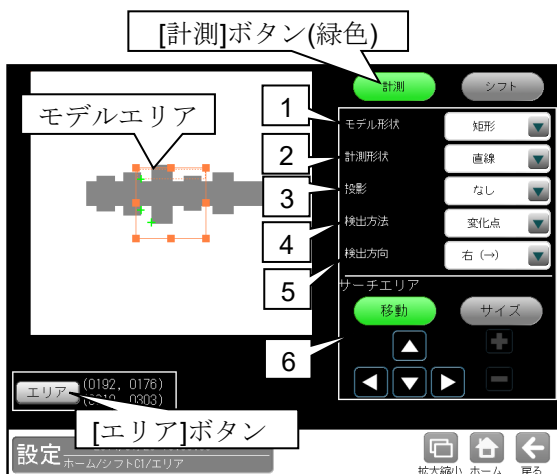 [計測]ボタン(緑色)
計測
シフト
モデルエリア
1
モデル形状
矩形
2
計測形状
直線
3
投影
なし
4
検出方法
変化点
5
検出方向
右 (→)
サーチエリア
移動
サイズ
6
エリア
(0192, 0176)
[エリア]ボタン
設定
ホーム/シフトC1/エリア
拡大縮小
ホーム
戻る